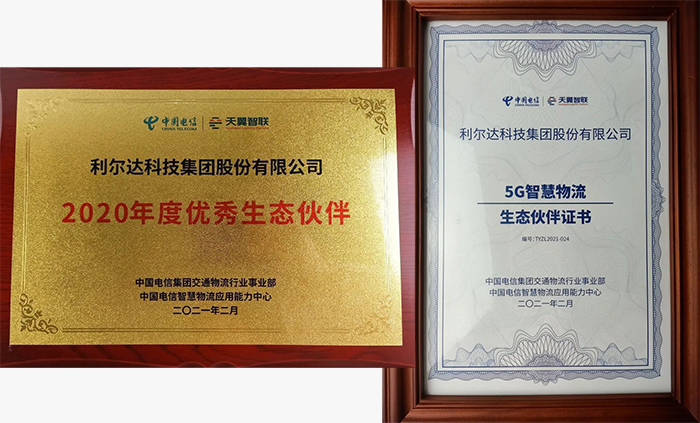 中国电信
CHINA TELECOM
天翼智联
利尔达科技集团股份有限公司
2020年度优秀生态伙伴
中国电信集团交通物流行业事业部
中国电信智慧物流应用能力中心
二〇二一年二月
中国电信
CHINA TELECOM
天翼智联
利尔达科技集团股份有限公司
5G智慧物流
生态伙伴证书
编号:TYZL2021-024
中国电信集团交通物流行业事业部
中国电信智慧物流应用能力中心
二〇二一年二月